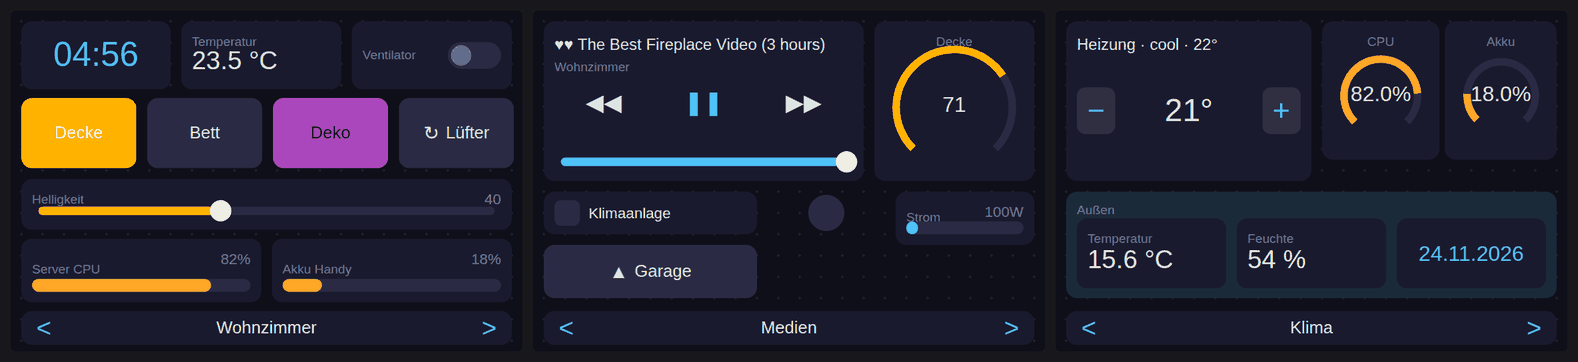 04:56
Temperatur
23.5 °C
Ventilator
Decke
Bett
Deko
↻ Lüfter
Helligkeit
40
Server CPU
82%
Akku Handy
18%
< Wohnzimmer >
♥♥ The Best Fireplace Video (3 hours)
Wohnzimmer
Decke
71
Klimaanlage
Strom
100W
▲ Garage
< Medien >
Heizung · cool · 22°
− 21° +
CPU
82.0%
Akku
18.0%
Außen
Temperatur
15.6 °C
Feuchte
54 %
24.11.2026
< Klima >